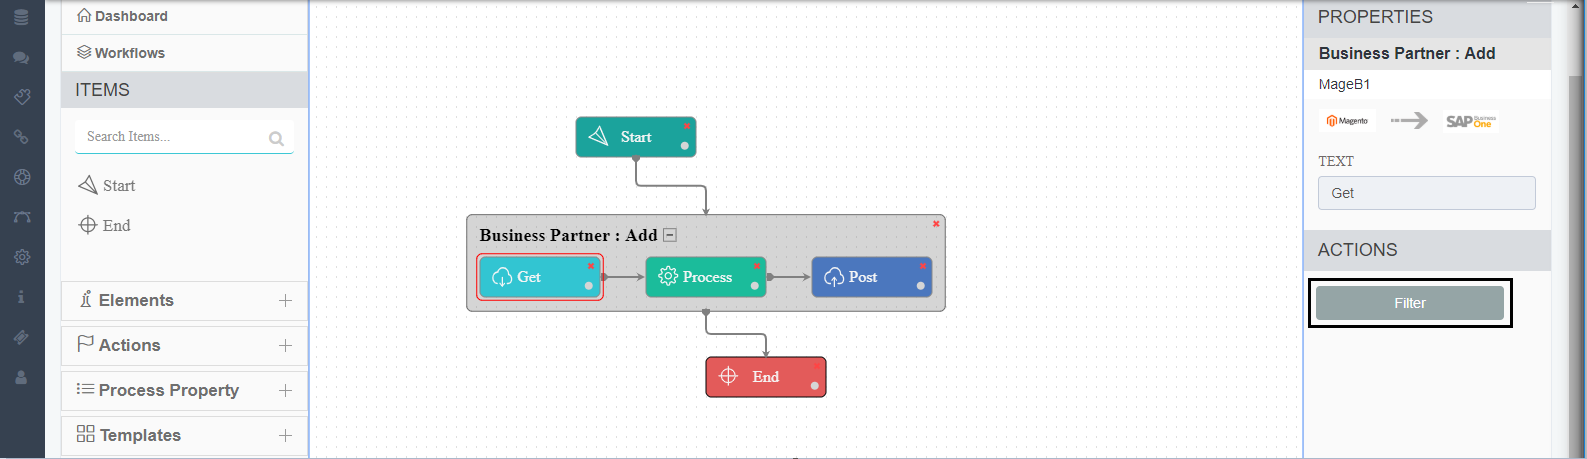 Dashboard
Workflows
ITEMS
Search Items...
Start
End
Elements
Actions
Process Property
Templates
Start
Business Partner : Add
Get
Process
Post
End
PROPERTIES
Business Partner : Add
MageB1
Magento
SAP Business One
TEXT
Get
ACTIONS
Filter